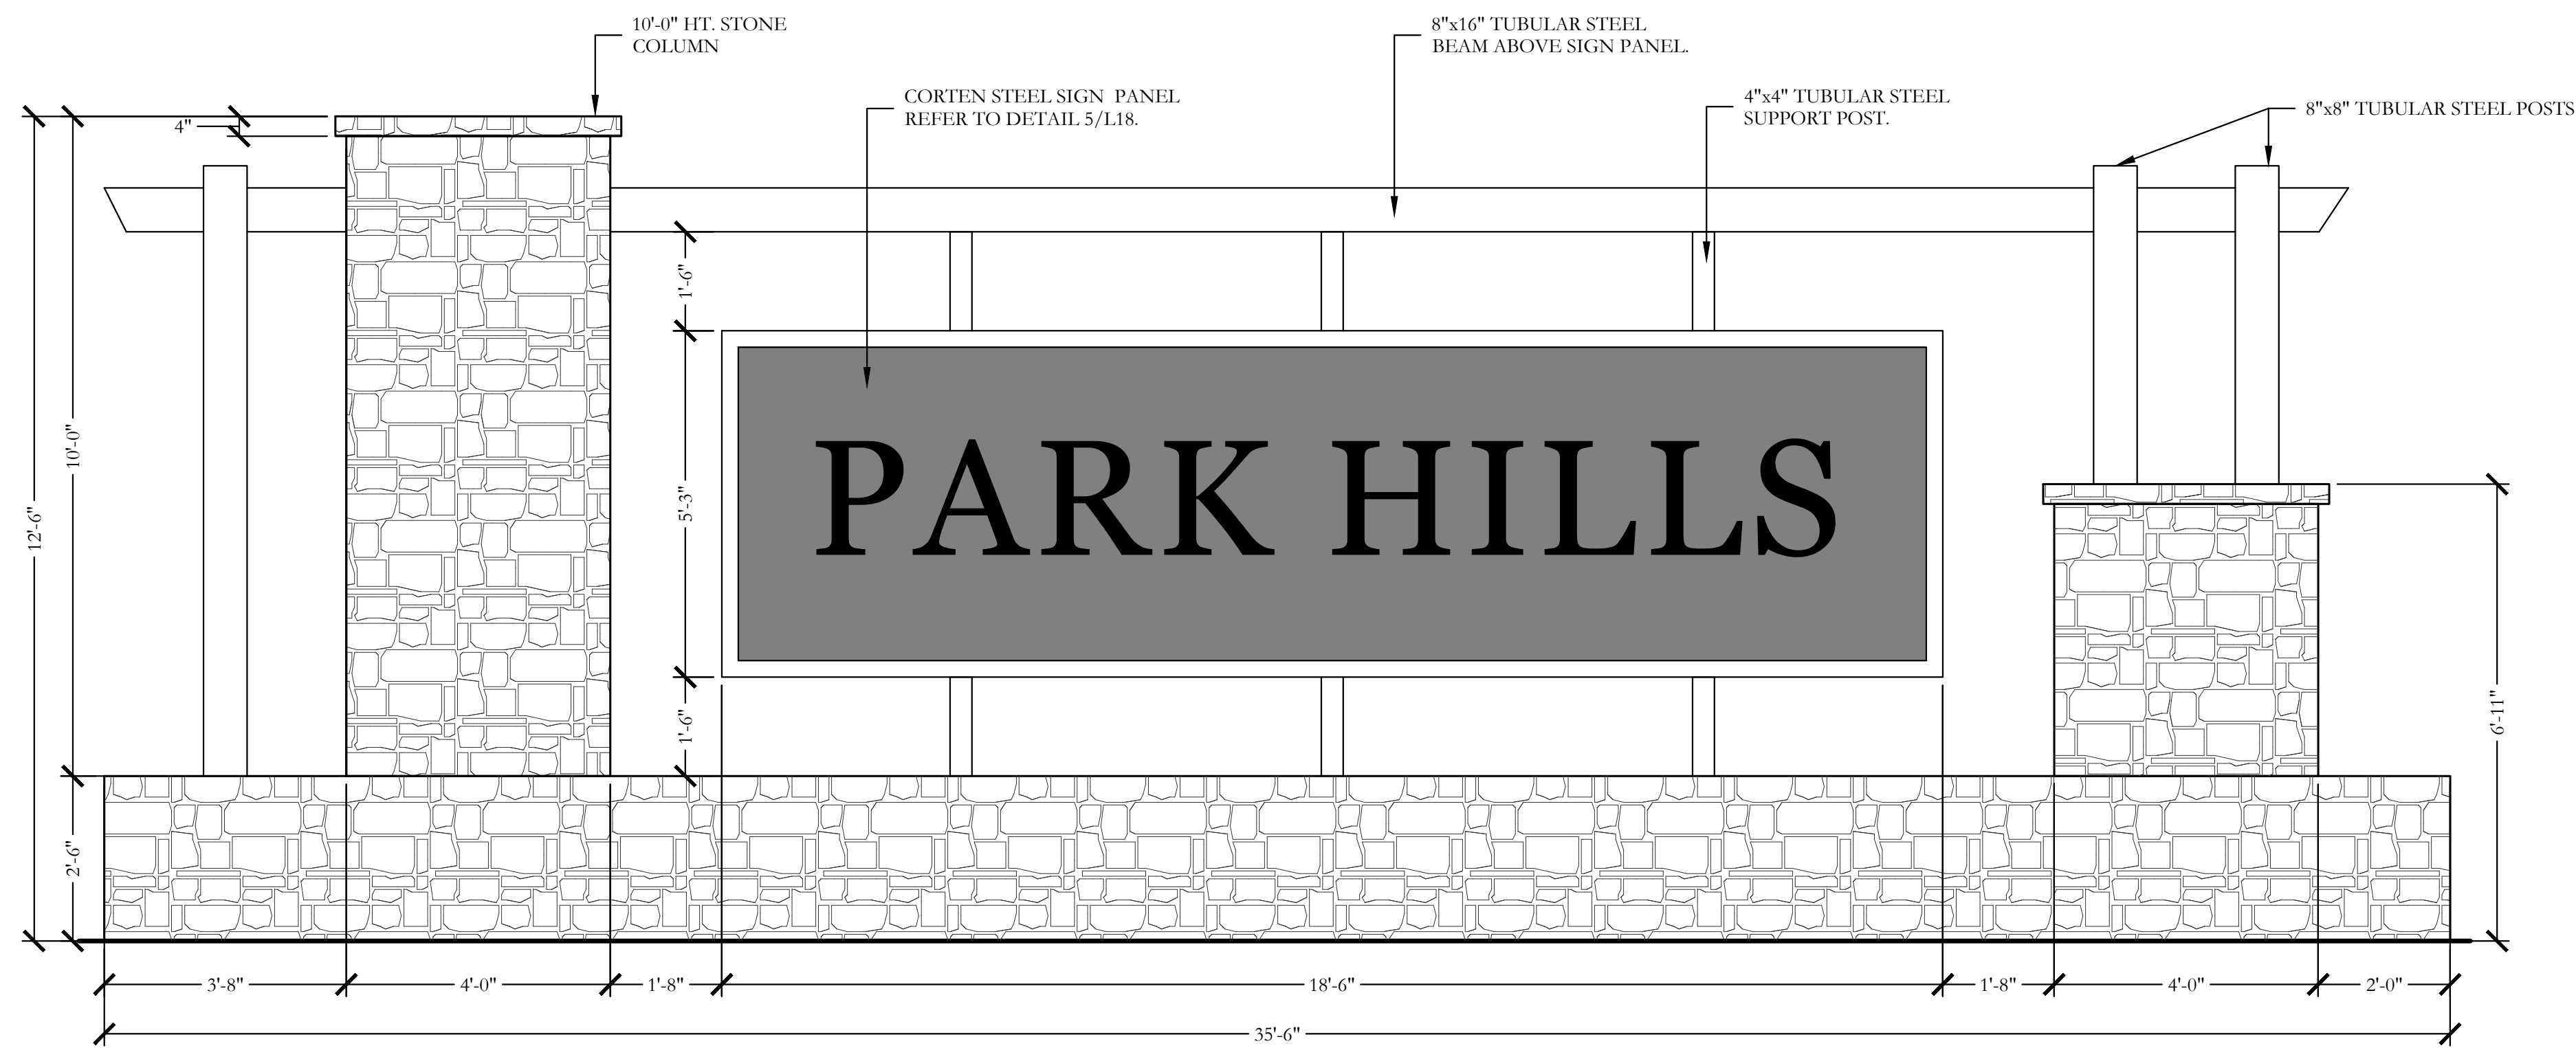 10'-0" HT. STONE
COLUMN
8"x16" TUBULAR STEEL
BEAM ABOVE SIGN PANEL.
CORTEN STEEL SIGN PANEL
REFER TO DETAIL 5/L18.
4"x4" TUBULAR STEEL
SUPPORT POST.
8"x8" TUBULAR STEEL POSTS
4"
1'-6"
10'-0"
12'-6"
5'-3"
PARK HILLS
1'-6"
6'-11"
2'-6"
3'-8"
4'-0"
1'-8"
18'-6"
1'-8"
4'-0"
2'-0"
35'-6"